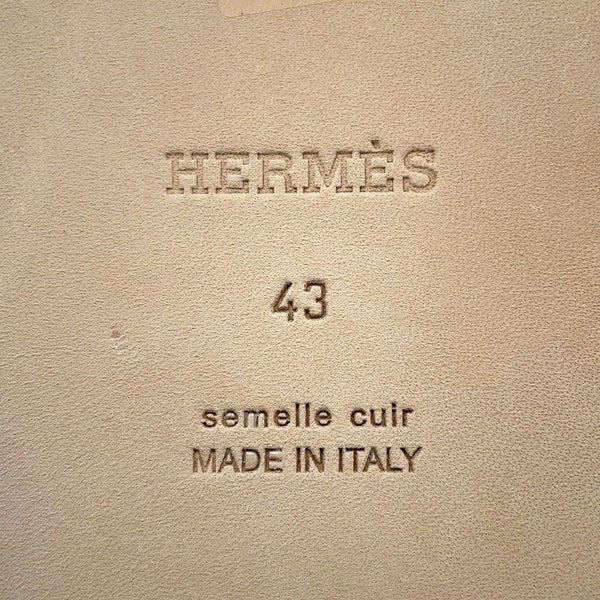 HERMÈS
43
semelle cuir
MADE IN ITALY